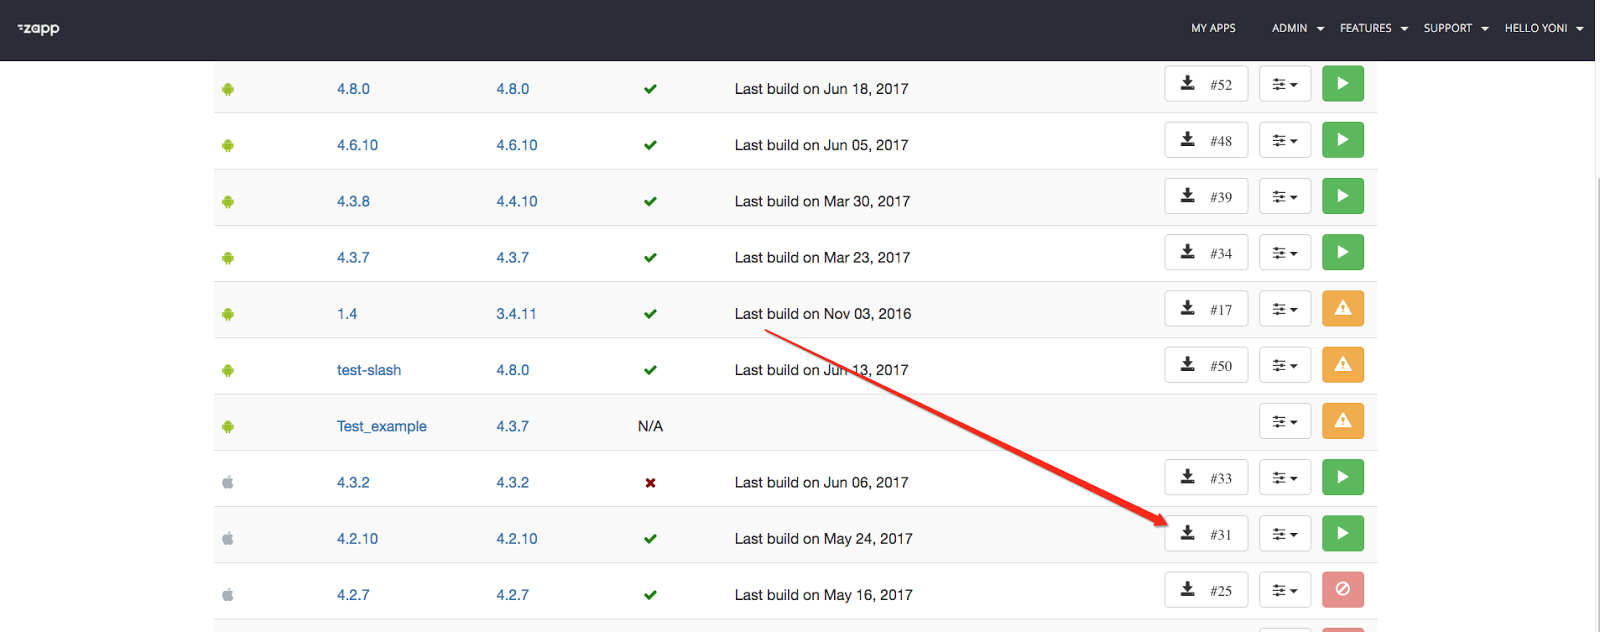 zapp MY APPS ADMIN FEATURES SUPPORT HELLO YONI
4.8.0 4.8.0 Last build on Jun 18, 2017 #52
4.6.10 4.6.10 Last build on Jun 05, 2017 #48
4.3.8 4.4.10 Last build on Mar 30, 2017 #39
4.3.7 4.3.7 Last build on Mar 23, 2017 #34
1.4 3.4.11 Last build on Nov 03, 2016 #17
test-slash 4.8.0 Last build on Jun 13, 2017 #50
Test_example 4.3.7 N/A
4.3.2 4.3.2 Last build on Jun 06, 2017 #33
4.2.10 4.2.10 Last build on May 24, 2017 #31
4.2.7 4.2.7 Last build on May 16, 2017 #25